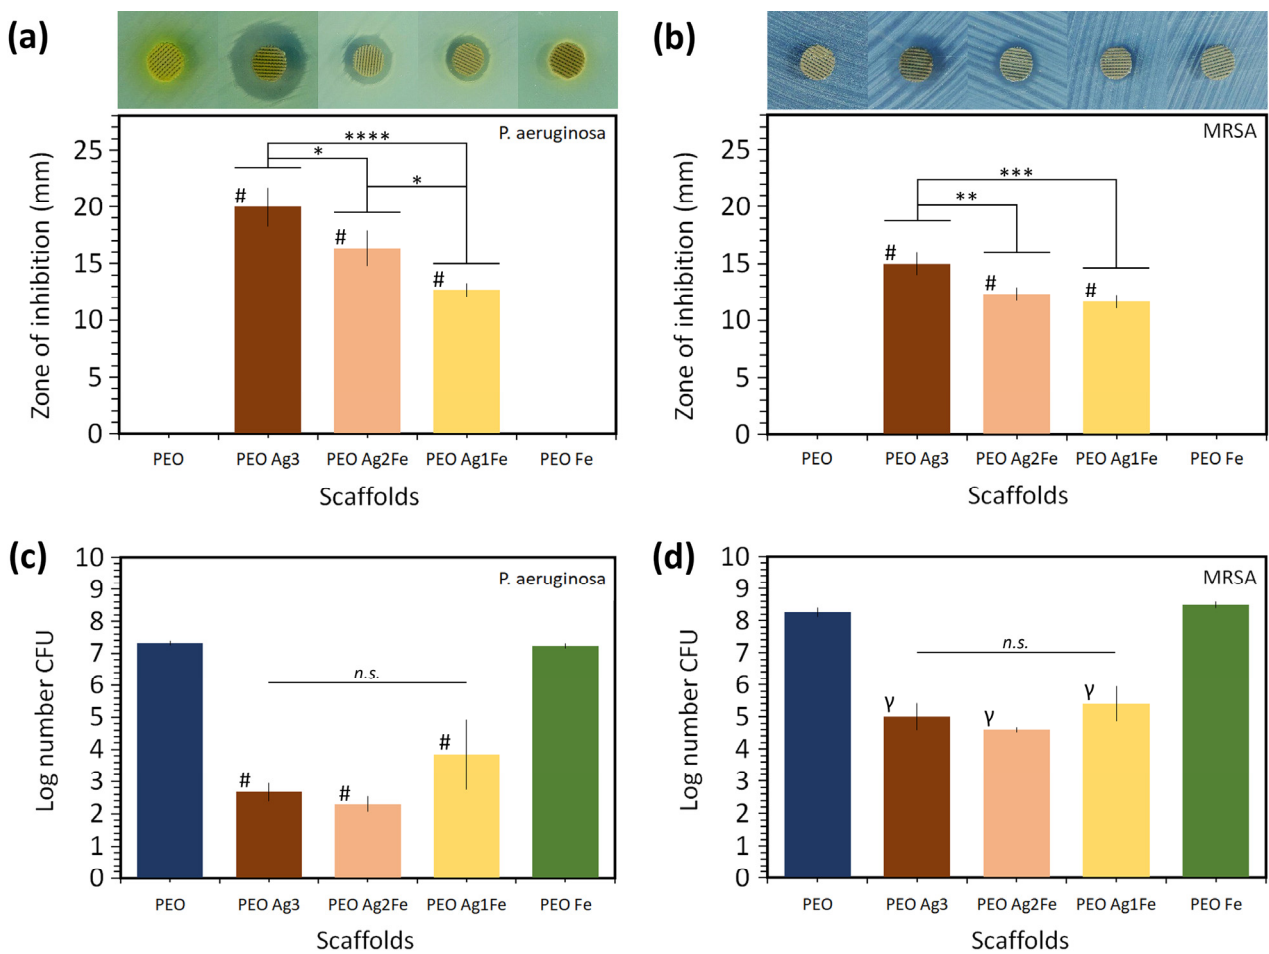 (a)
P. aeruginosa
Zone of inhibition (mm)
25
20
15
10
5
0
****
*
*
#
#
#
PEO PEO Ag3 PEO Ag2Fe PEO Ag1Fe PEO Fe
Scaffolds
(b)
MRSA
Zone of inhibition (mm)
25
20
15
10
5
0
***
**
#
#
#
PEO PEO Ag3 PEO Ag2Fe PEO Ag1Fe PEO Fe
Scaffolds
(c)
P. aeruginosa
Log number CFU
10
9
8
7
6
5
4
3
2
1
0
n.s.
#
#
#
PEO PEO Ag3 PEO Ag2Fe PEO Ag1Fe PEO Fe
Scaffolds
(d)
MRSA
Log number CFU
10
9
8
7
6
5
4
3
2
1
0
n.s.
γ
γ
γ
PEO PEO Ag3 PEO Ag2Fe PEO Ag1Fe PEO Fe
Scaffolds